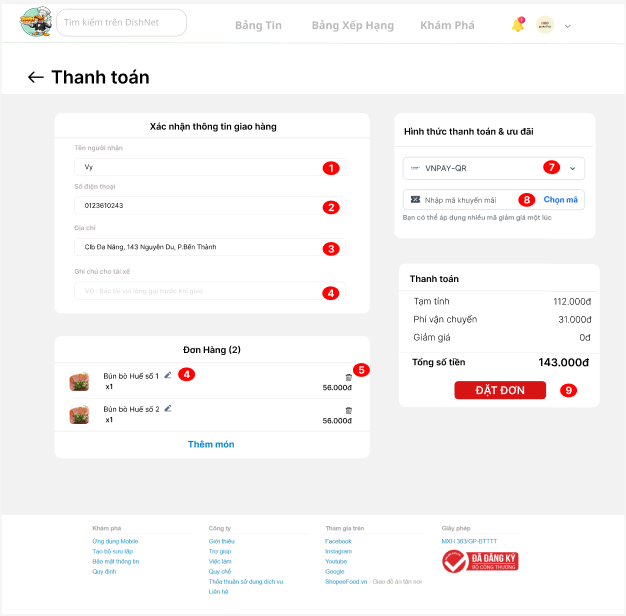 Tìm kiếm trên DishNet
Bảng Tin
Bảng Xếp Hạng
Khám Phá
Thanh toán
Xác nhận thông tin giao hàng
Tên người nhận
Vy
1
Số điện thoại
0123610243
2
Địa chỉ
Clb Đa Năng, 143 Nguyễn Du, P.Bến Thành
3
Ghi chú cho tài xế
VD : Bác tài vui lòng gọi trước khi giao
4
Đơn Hàng (2)
Bún bò Huế số 1
4
5
x1
56.000đ
Bún bò Huế số 2
x1
56.000đ
Thêm món
Hình thức thanh toán & ưu đãi
VNPAY-QR
7
Nhập mã khuyến mãi
8
Chọn mã
Bạn có thể áp dụng nhiều mã giảm giá một lúc
Thanh toán
Tạm tính
112.000đ
Phí vận chuyển
31.000đ
Giảm giá
0đ
Tổng số tiền
143.000đ
ĐẶT ĐƠN
9
Khám phá
Ứng dụng Mobile
Tạo bộ sưu tập
Bảo mật thông tin
Quy định
Công ty
Giới thiệu
Trợ giúp
Việc làm
Quy chế
Thỏa thuận sử dụng dịch vụ
Liên hệ
Tham gia trên
Facebook
Instagram
Youtube
Google
ShopeeFood.vn - Giao đồ ăn tận nơi
Giấy phép
MXH 363/GP-BTTTT
ĐÃ ĐĂNG KÝ
BỘ CÔNG THƯƠNG